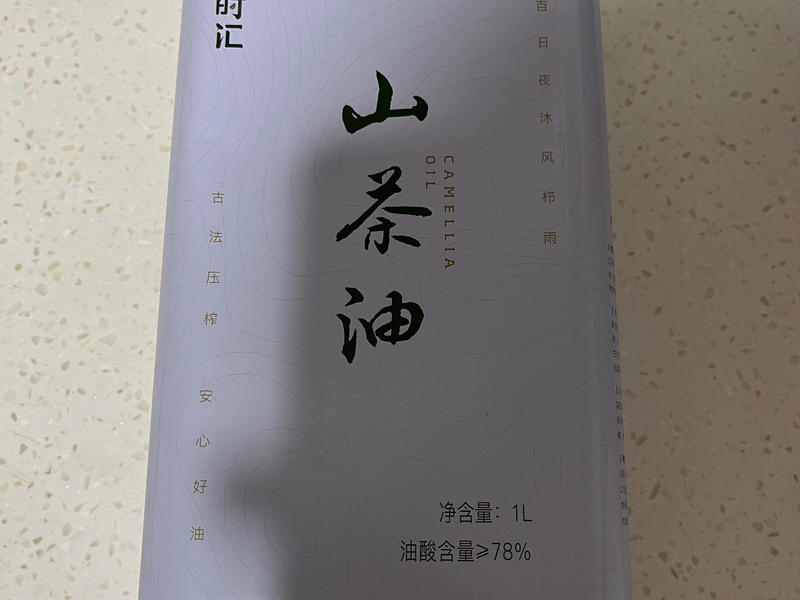 时汇
百日夜沐风栉雨
山茶油
CAMELLIA
OIL
古法压榨 安心好油
净含量：1L
油酸含量≥78%